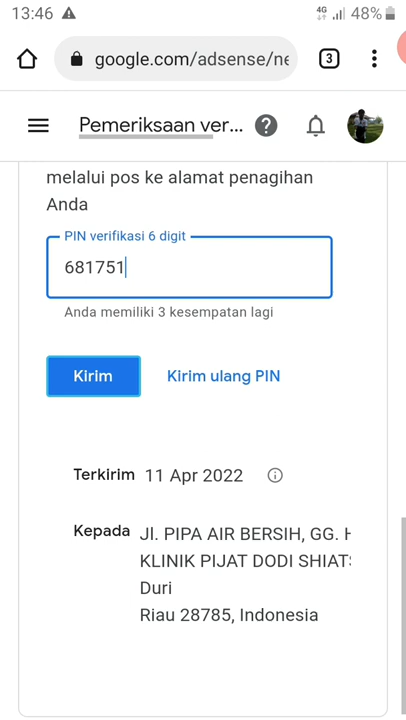 13:46 4G 48%
google.com/adsense/ne 3
Pemeriksaan ver...
melalui pos ke alamat penagihan
Anda
PIN verifikasi 6 digit
681751
Anda memiliki 3 kesempatan lagi
Kirim Kirim ulang PIN
Terkirim 11 Apr 2022
Kepada Jl. PIPA AIR BERSIH, GG. H
KLINIK PIJAT DODI SHIATS
Duri
Riau 28785, Indonesia